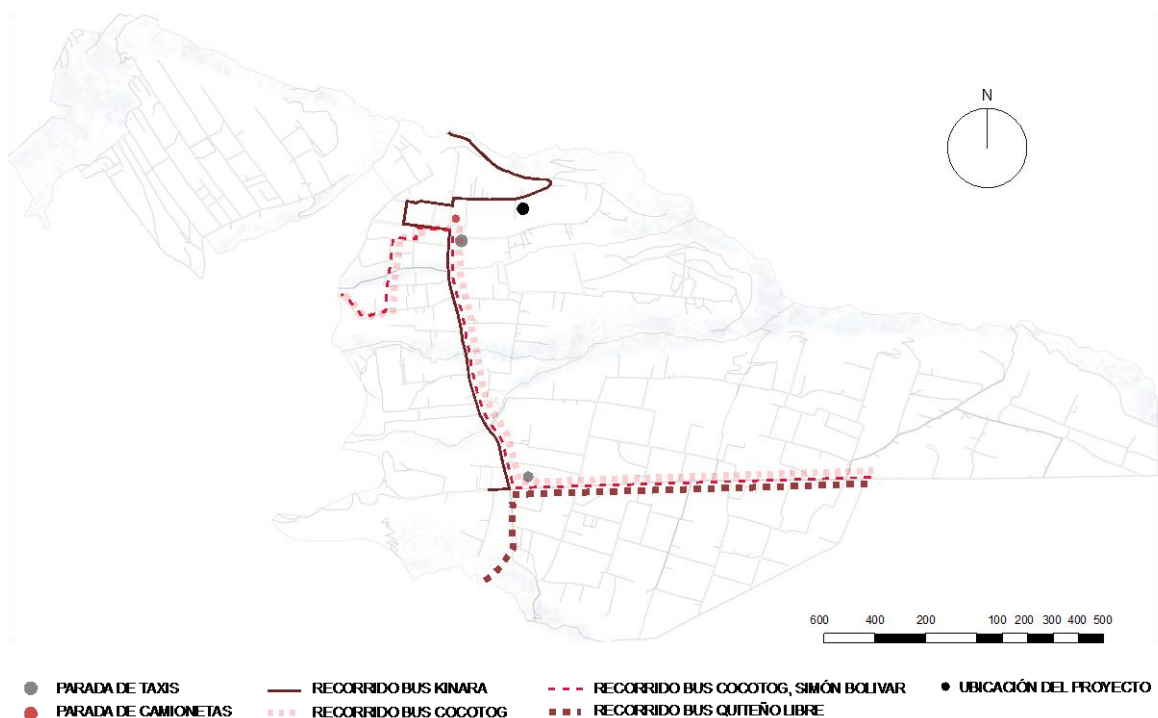 N
600 400 200 100 200 300 400 500
PARADA DE TAXIS
RECORRIDO BUS KINARA
RECORRIDO BUS COCOTOG, SIMÓN BOLIVAR
UBICACIÓN DEL PROYECTO
PARADA DE CAMIONETAS
RECORRIDO BUS COCOTOG
RECORRIDO BUS QUITEÑO LIBRE